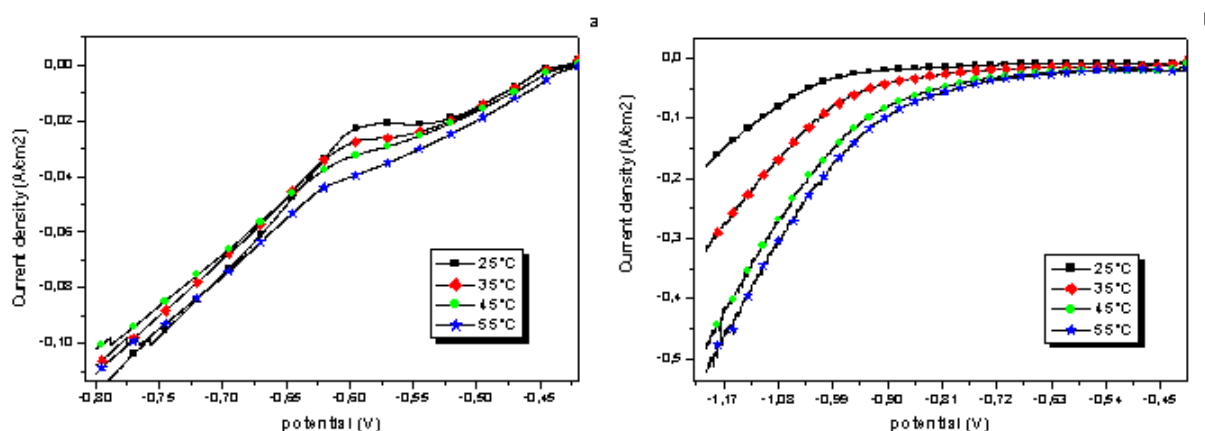 a
0,00
-0,02
-0,04
-0,06
-0,08
-0,10
Current density (A/cm2)
25°C
35°C
45°C
55°C
-0,80
-0,75
-0,70
-0,65
-0,60
-0,55
-0,50
-0,45
potential (V)
0,0
-0,1
-0,2
-0,3
-0,4
-0,5
Current density (A/cm2)
25°C
35°C
45°C
55°C
-1,17
-1,08
-0,99
-0,90
-0,81
-0,72
-0,63
-0,54
-0,45
potential (V)